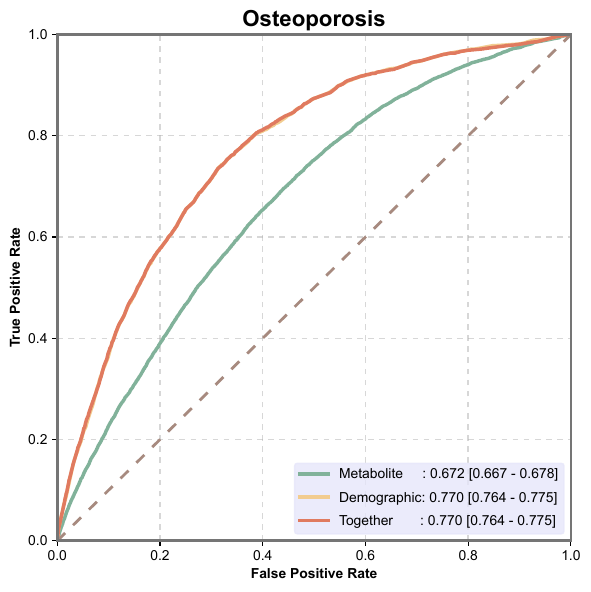 Osteoporosis
True Positive Rate
1.0
0.8
0.6
0.4
0.2
0.0
Metabolite : 0.672 [0.667 - 0.678]
Demographic: 0.770 [0.764 - 0.775]
Together : 0.770 [0.764 - 0.775]
0.0 0.2 0.4 0.6 0.8 1.0
False Positive Rate